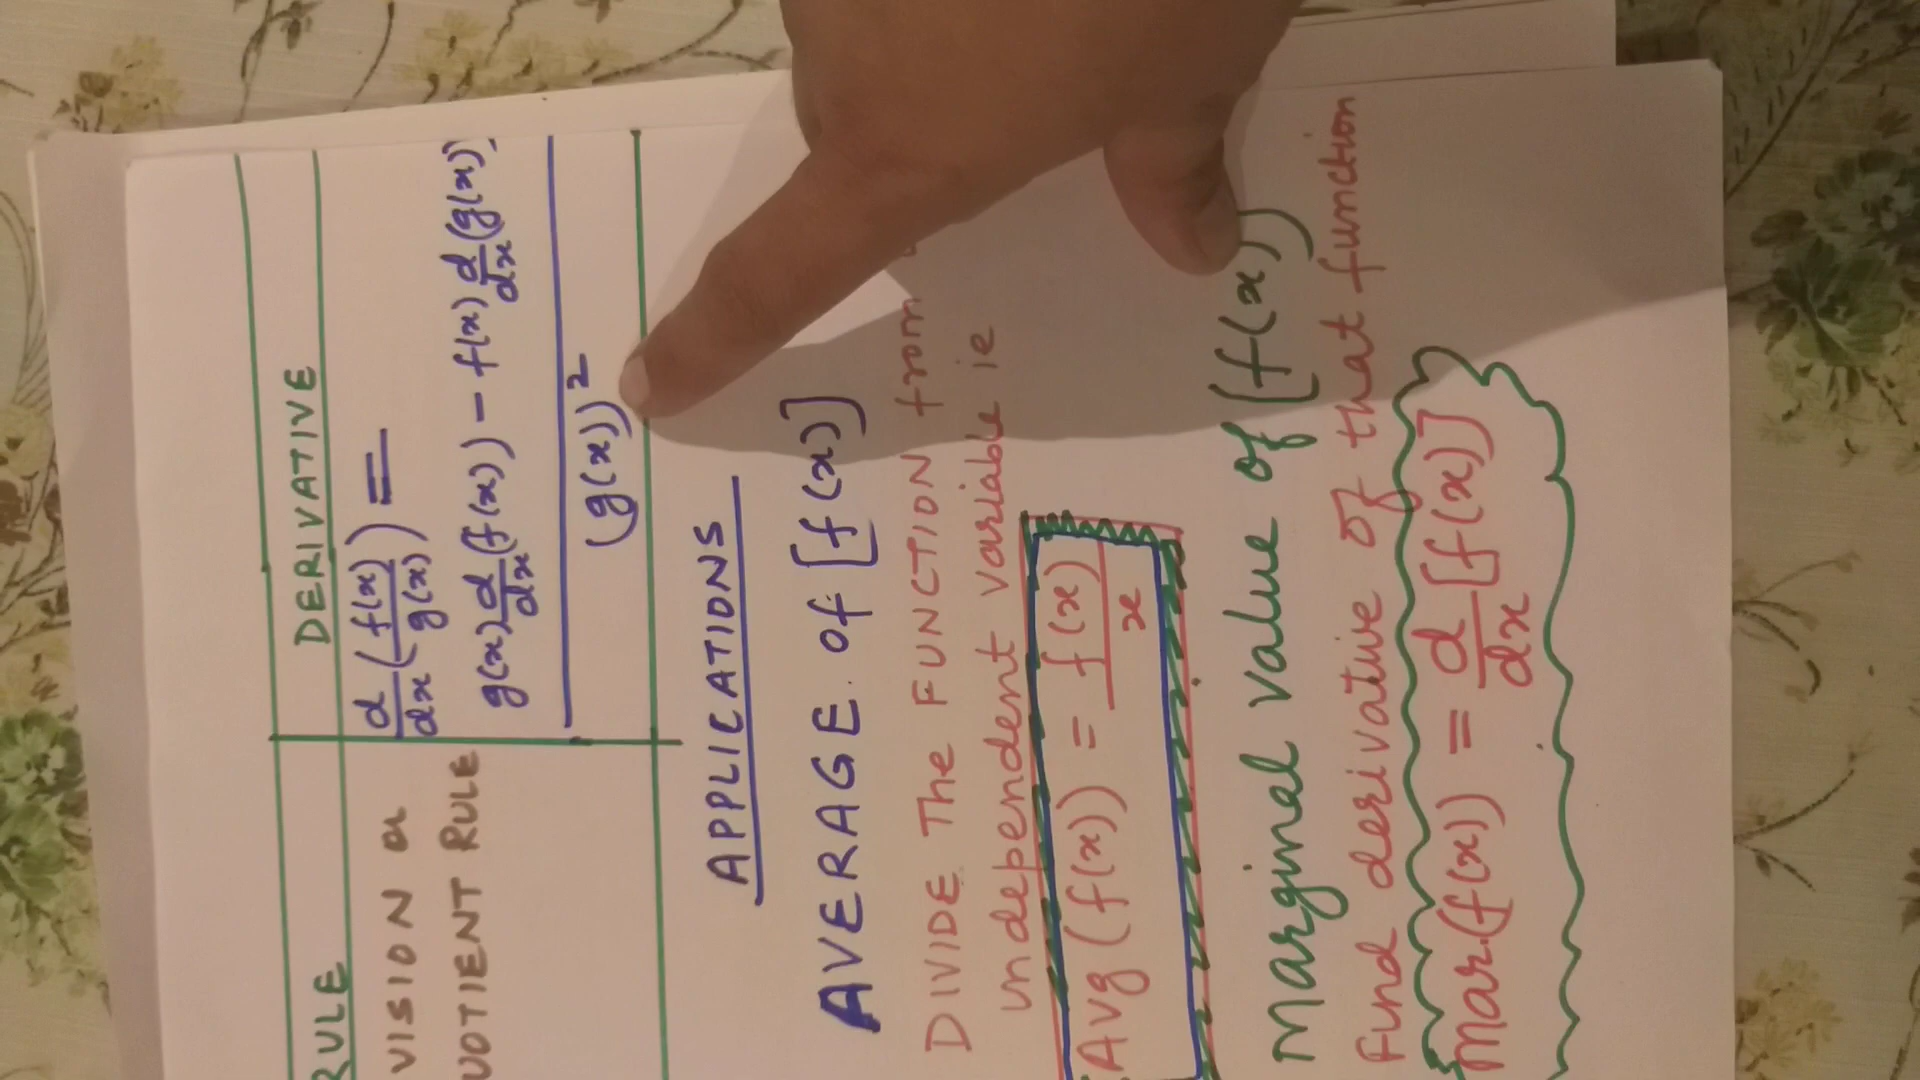 RULE DERIVATIVE
VISION or d/dx (f(x)/g(x)) =
UOTIENT RULE g(x) d/dx (f(x)) - f(x) d/dx (g(x))
(g(x))²
APPLICATIONS
AVERAGE of [f(x)]
DIVIDE The FUNCTION from
independent variable ie
Avg (f(x)) = f(x)/x
Marginal value of [f(x)]
Find derivative of that function
Mar(f(x)) = d/dx [f(x)]